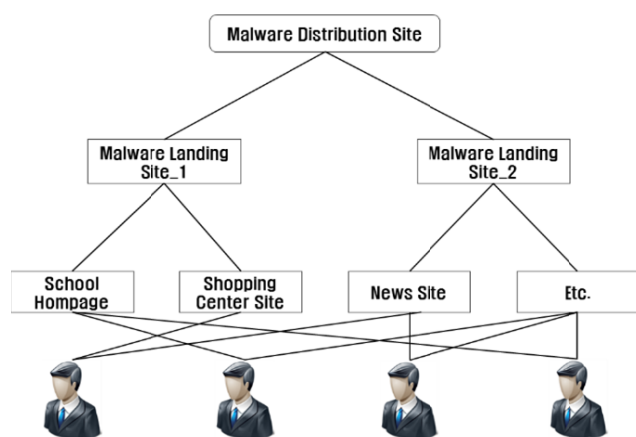 Malware Distribution Site
Malware Landing
Site_1
Malware Landing
Site_2
School
Hompage
Shopping
Center Site
News Site
Etc.